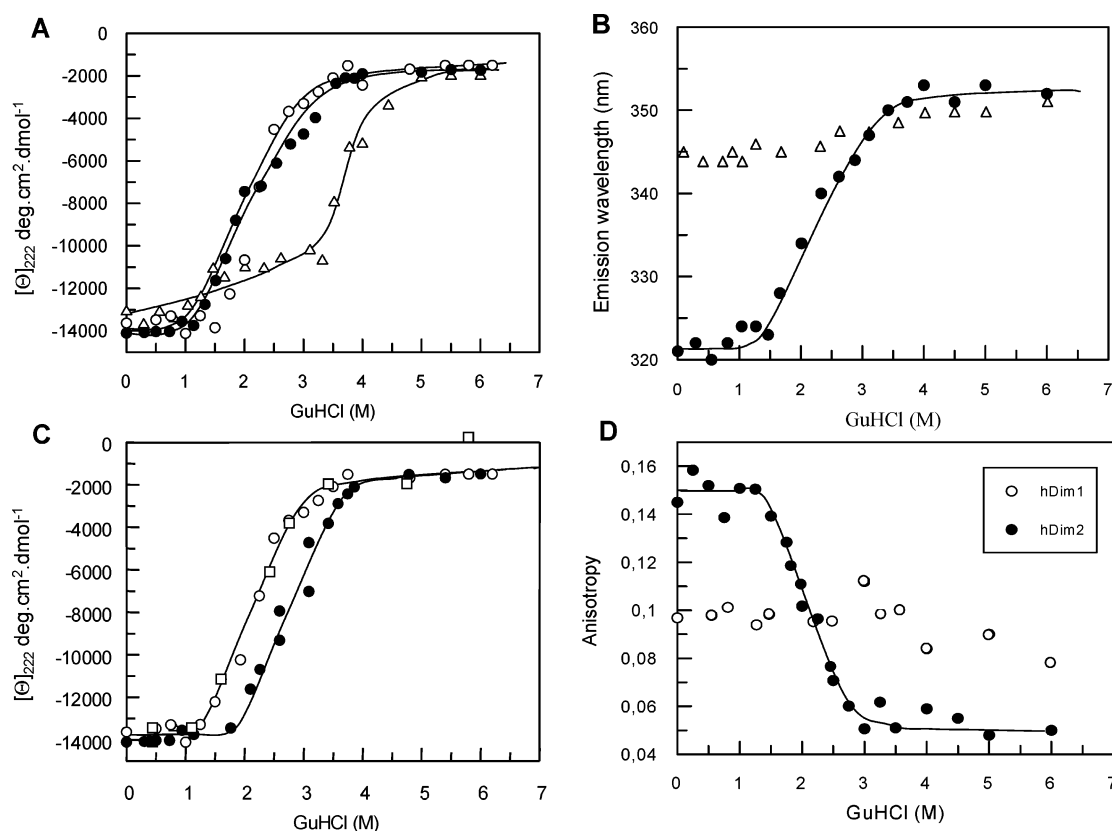 A
0
-2000
-4000
-6000
-8000
-10000
-12000
-14000
[Θ]222 deg.cm2.dmol-1
0 1 2 3 4 5 6 7
GuHCl (M)
B
360
350
340
330
320
Emission wavelength (nm)
0 1 2 3 4 5 6 7
GuHCl (M)
C
0
-2000
-4000
-6000
-8000
-10000
-12000
-14000
[Θ]222 deg.cm2.dmol-1
0 1 2 3 4 5 6 7
GuHCl (M)
D
0,16
0,14
0,12
0,1
0,08
0,06
0,04
Anisotropy
hDim1
hDim2
0 1 2 3 4 5 6 7
GuHCl (M)